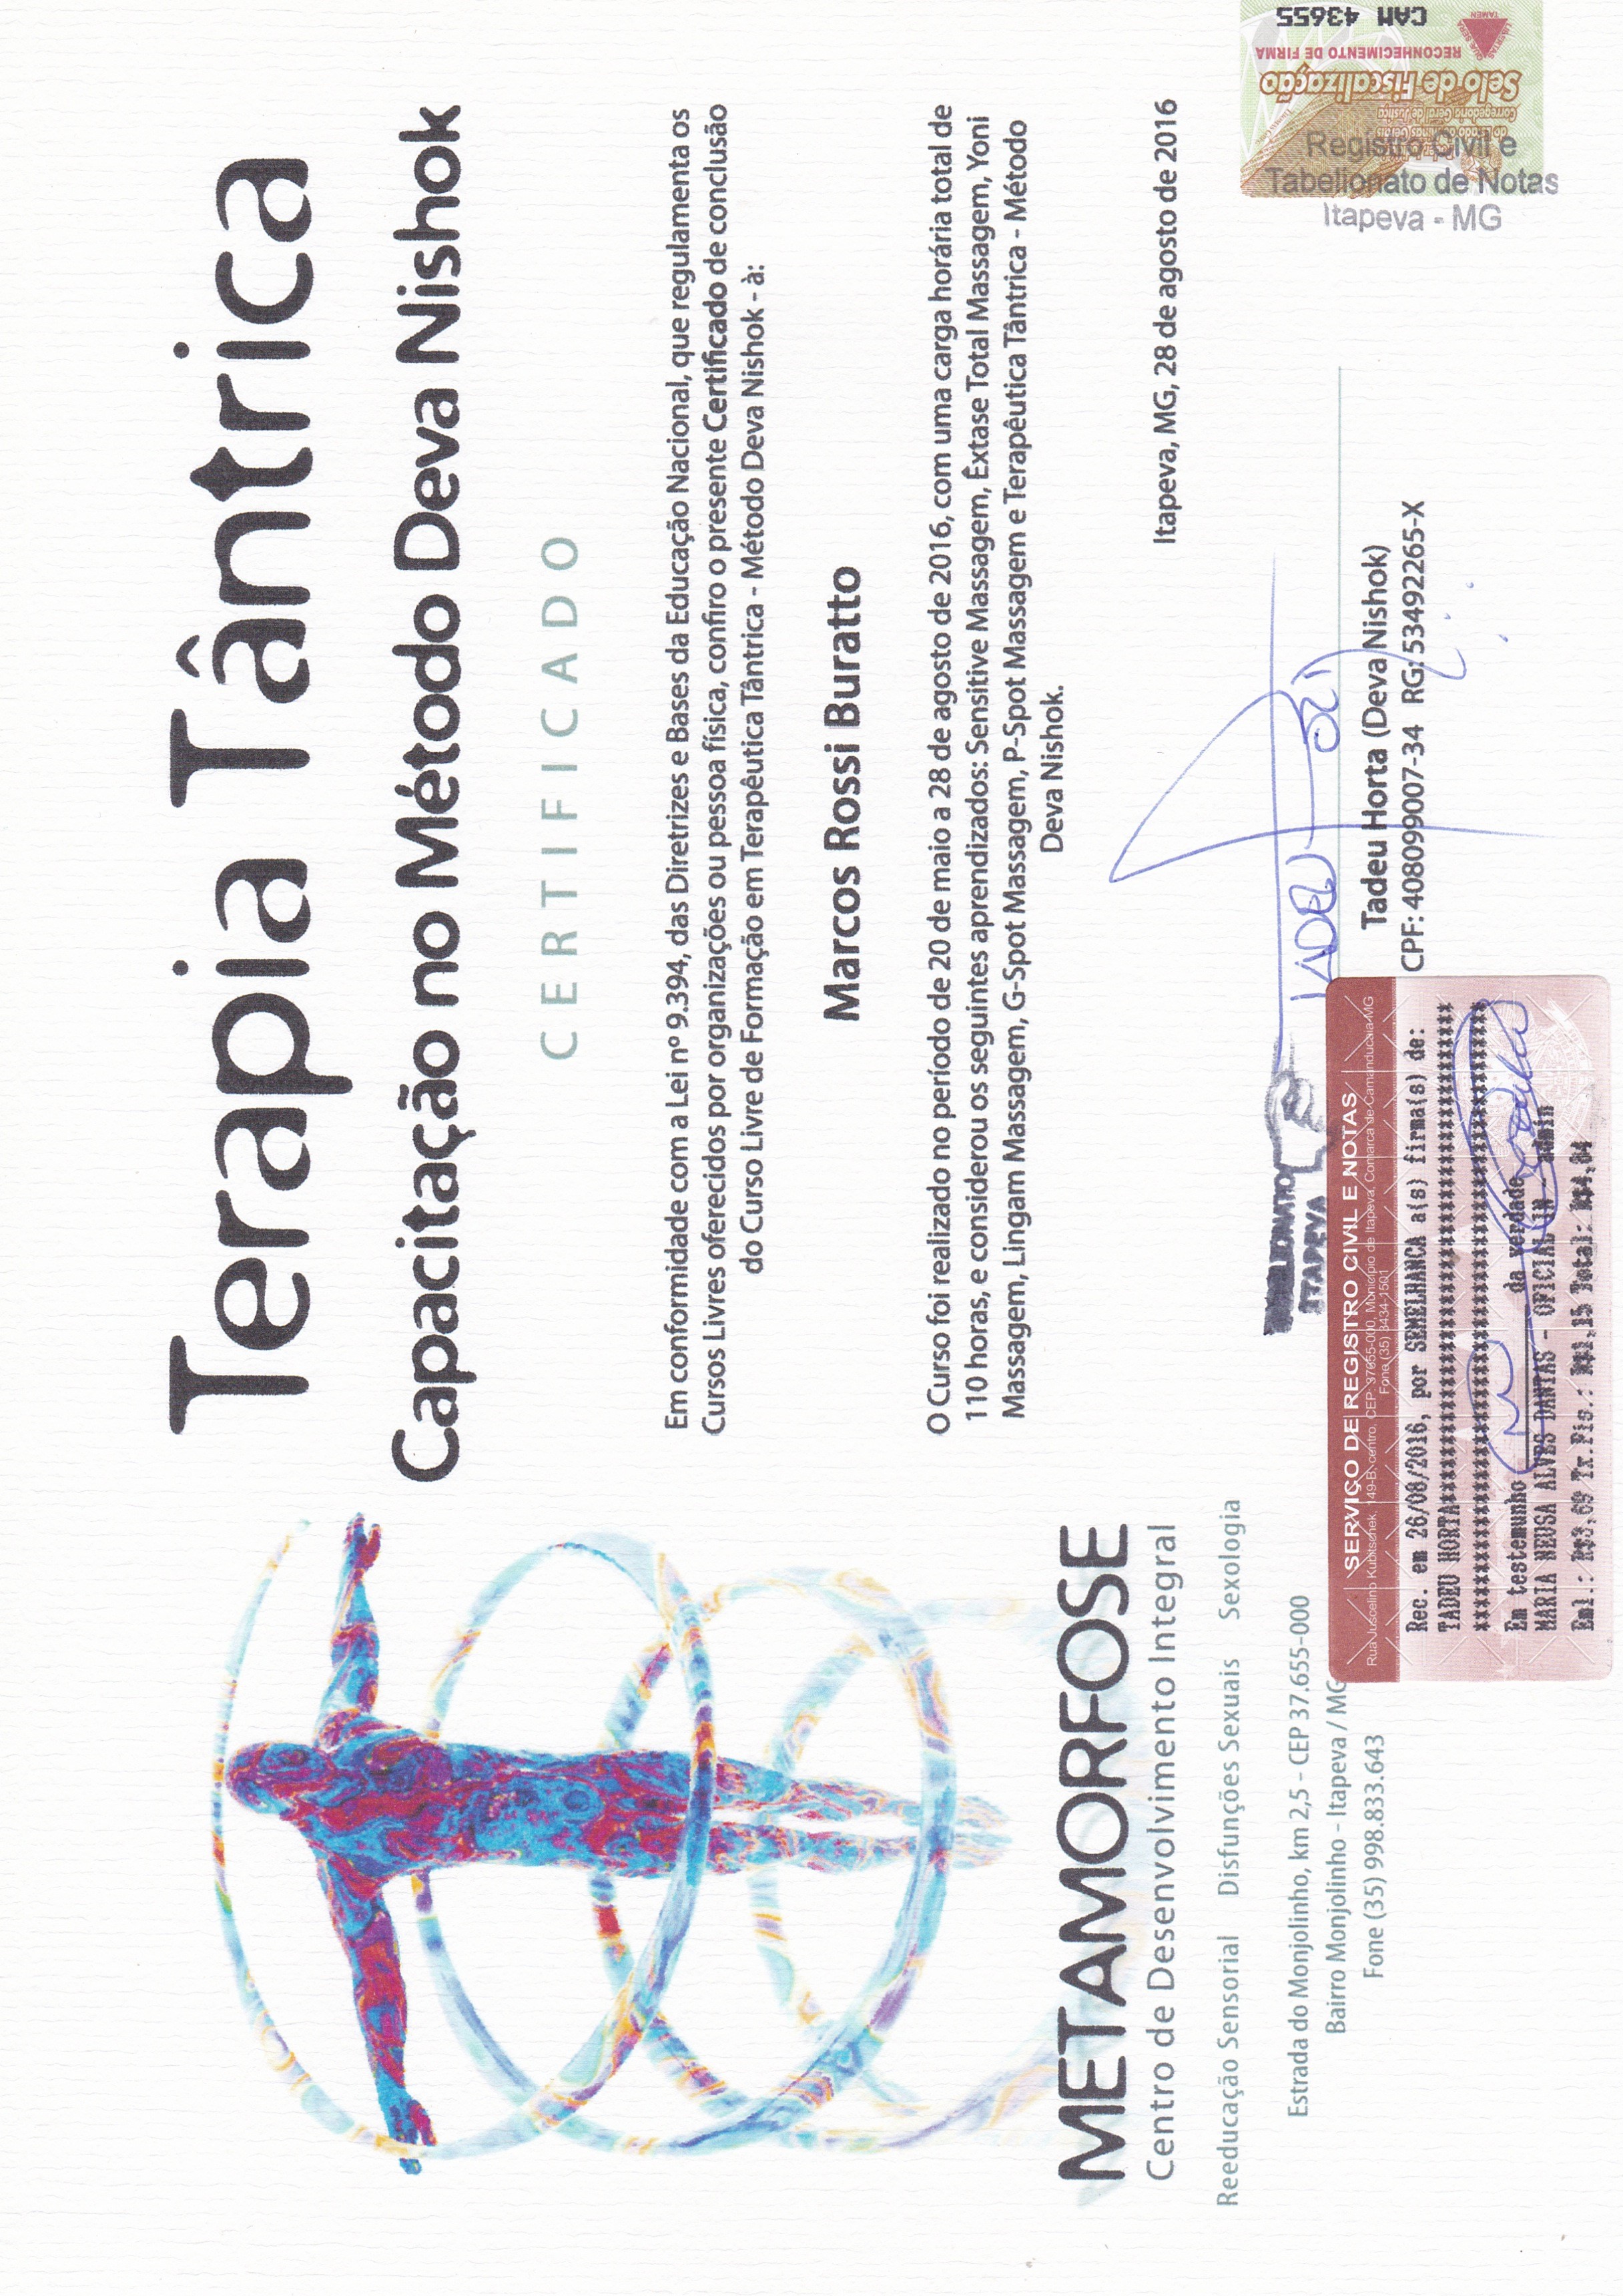 Terapia Tântrica
Capacitação no Método Deva Nishok
CERTIFICADO
Em conformidade com a Lei nº 9.394, das Diretrizes e Bases da Educação Nacional, que regulamenta os
Cursos Livres oferecidos por organizações ou pessoa física, confiro o presente Certificado de conclusão
do Curso Livre de Formação em Terapêutica Tântrica - Método Deva Nishok - à:
Marcos Rossi Buratto
O Curso foi realizado no período de 20 de maio a 28 de agosto de 2016, com uma carga horária total de
110 horas, e considerou os seguintes aprendizados: Sensitive Massagem, Êxtase Total Massagem, Yoni
Massagem, Lingam Massagem, G-Spot Massagem, P-Spot Massagem e Terapêutica Tântrica - Método
Deva Nishok.
Itapeva, MG, 28 de agosto de 2016
METAMORFOSE
Centro de Desenvolvimento Integral
Reeducação Sensorial Disfunções Sexuais Sexologia
Estrada do Monjolinho, km 2,5 - CEP 37.655-000
Bairro Monjolinho - Itapeva / MG
Fone (35) 998.833.643
ITAPEVA
TADEU
Tadeu Horta (Deva Nishok)
CPF: 408099007-34 RG: 53492265-X
SERVIÇO DE REGISTRO CIVIL E NOTAS
Rua Juscelino Kubitschek, 149-B, centro, CEP: 37655-000, Município de Itapeva, Comarca de Camanducaia-MG
Fone (35) 3434-1501
Rec. em 26/08/2016, por SEMELHANCA a(s) firma(s) de:
TADEU HORTA*******************************************
******************************************************
Em testemunho ____________ da verdade
MARIA NEUSA ALVES DANTAS - OFICIAL IN - admin
Eml.: R$3,69 Tx.Fis.: R$1,15 Total: R$4,84
Registro Civil e
Tabelionato de Notas
Itapeva - MG
Selo de Fiscalização
RECONHECIMENTO DE FIRMA
CAM 43655